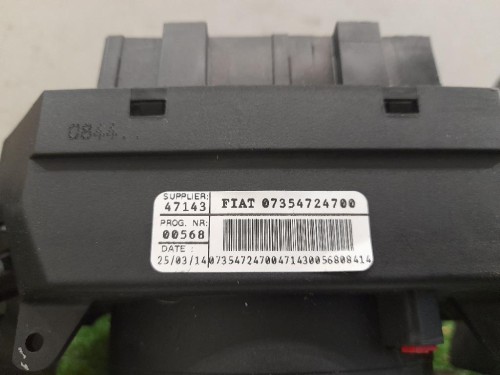 0844..
SUPPLIER:
47143
FIAT 07354724700
PROG. NR:
00568
DATE :
25/03/14
07354724700471430056808414